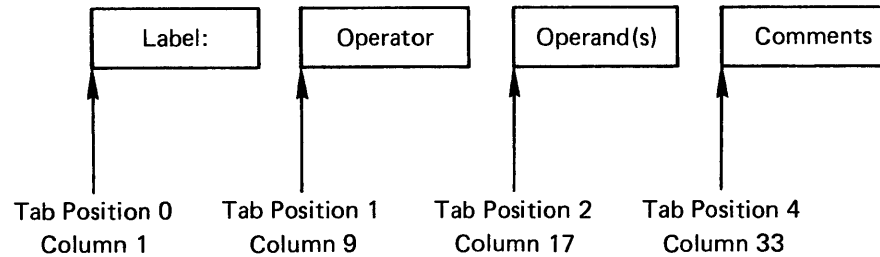 Label: Operator Operand(s) Comments
Tab Position 0 Tab Position 1 Tab Position 2 Tab Position 4
Column 1 Column 9 Column 17 Column 33